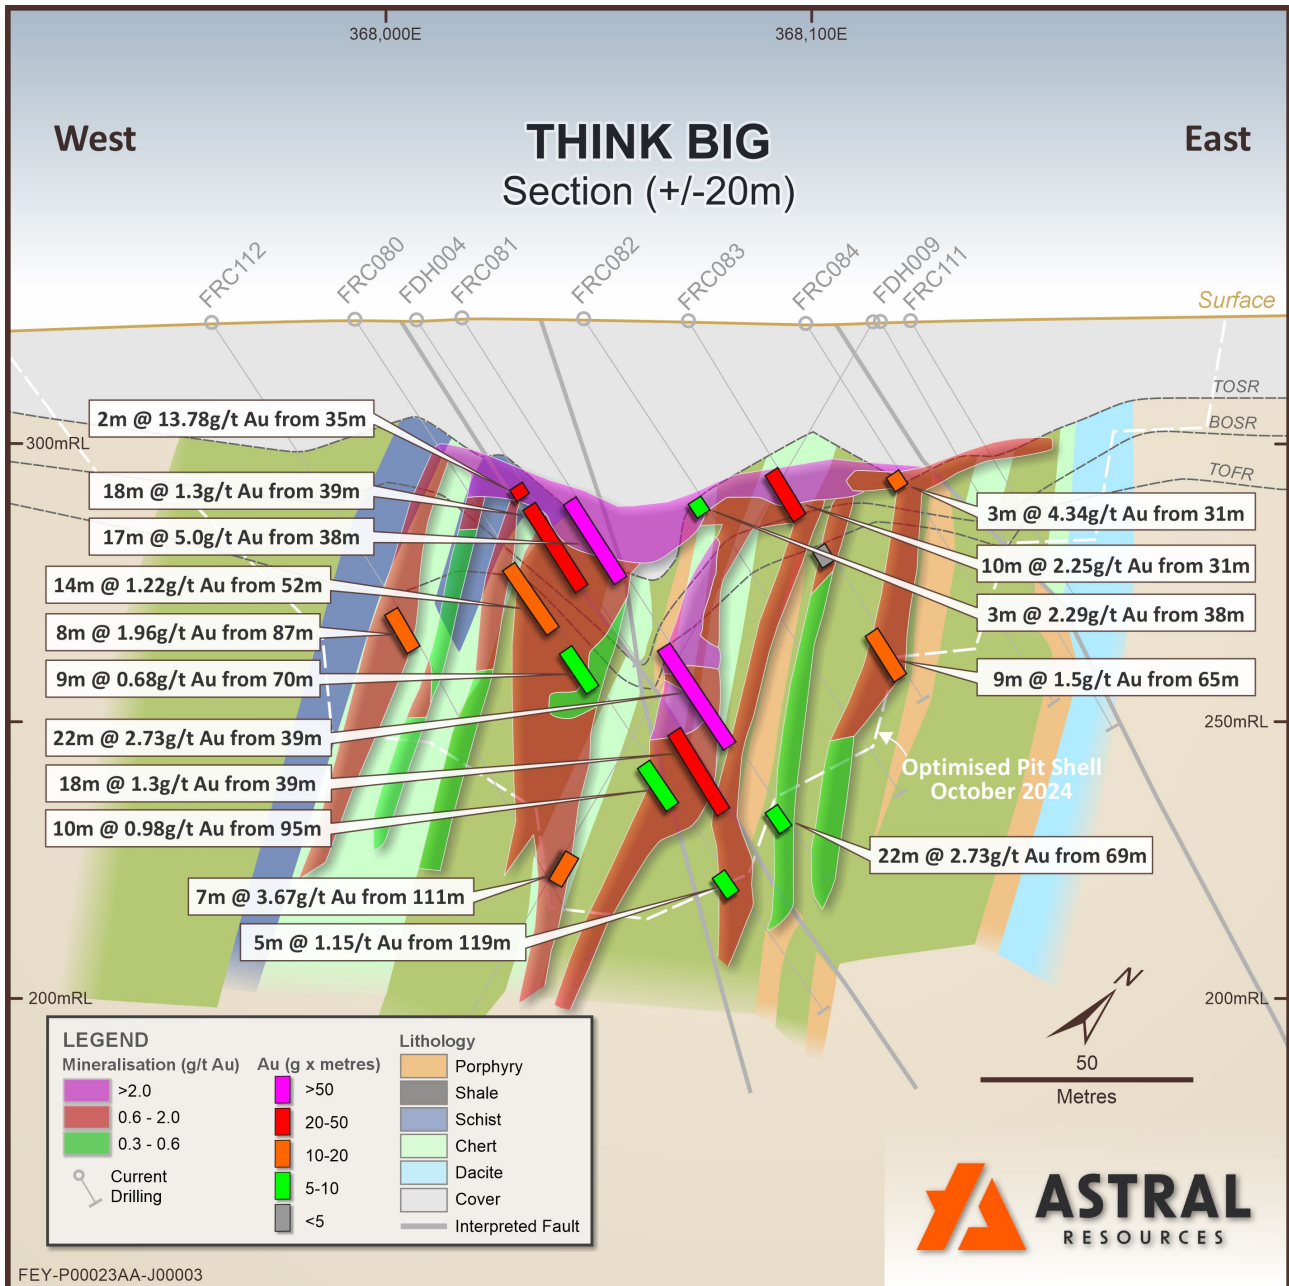 368,000E
368,100E
West
THINK BIG
East
Section (+/-20m)
FRC112
FRC080
FDH004
FRC081
FRC082
FRC083
FRC084
FDH009
FRC111
Surface
TOSR
BOSR
TOFR
300mRL
2m @ 13.78g/t Au from 35m
18m @ 1.3g/t Au from 39m
17m @ 5.0g/t Au from 38m
14m @ 1.22g/t Au from 52m
8m @ 1.96g/t Au from 87m
9m @ 0.68g/t Au from 70m
22m @ 2.73g/t Au from 39m
18m @ 1.3g/t Au from 39m
10m @ 0.98g/t Au from 95m
7m @ 3.67g/t Au from 111m
5m @ 1.15/t Au from 119m
3m @ 4.34g/t Au from 31m
10m @ 2.25g/t Au from 31m
3m @ 2.29g/t Au from 38m
9m @ 1.5g/t Au from 65m
250mRL
Optimised Pit Shell
October 2024
22m @ 2.73g/t Au from 69m
200mRL
200mRL
N
50
Metres
LEGEND
Mineralisation (g/t Au)
>2.0
0.6 - 2.0
0.3 - 0.6
Current
Drilling
Au (g x metres)
>50
20-50
10-20
5-10
<5
Lithology
Porphyry
Shale
Schist
Chert
Dacite
Cover
Interpreted Fault
ASTRAL
RESOURCES
FEY-P00023AA-J00003